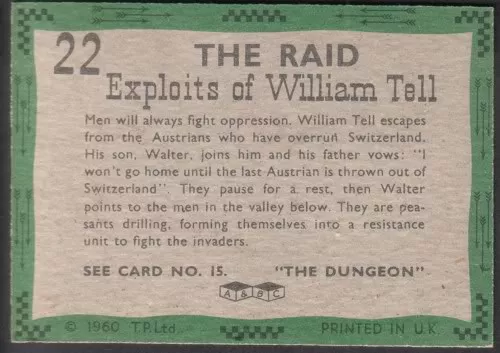 22
THE RAID
Exploits of William Tell
Men will always fight oppression. William Tell escapes
from the Austrians who have overrun Switzerland.
His son, Walter, joins him and his father vows: "I
won't go home until the last Austrian is thrown out of
Switzerland". They pause for a rest, then Walter
points to the men in the valley below. They are pea-
sants drilling, forming themselves into a resistance
unit to fight the invaders.
SEE CARD NO. 15. "THE DUNGEON"
A & B C
© 1960 T.P.Ltd. PRINTED IN U.K